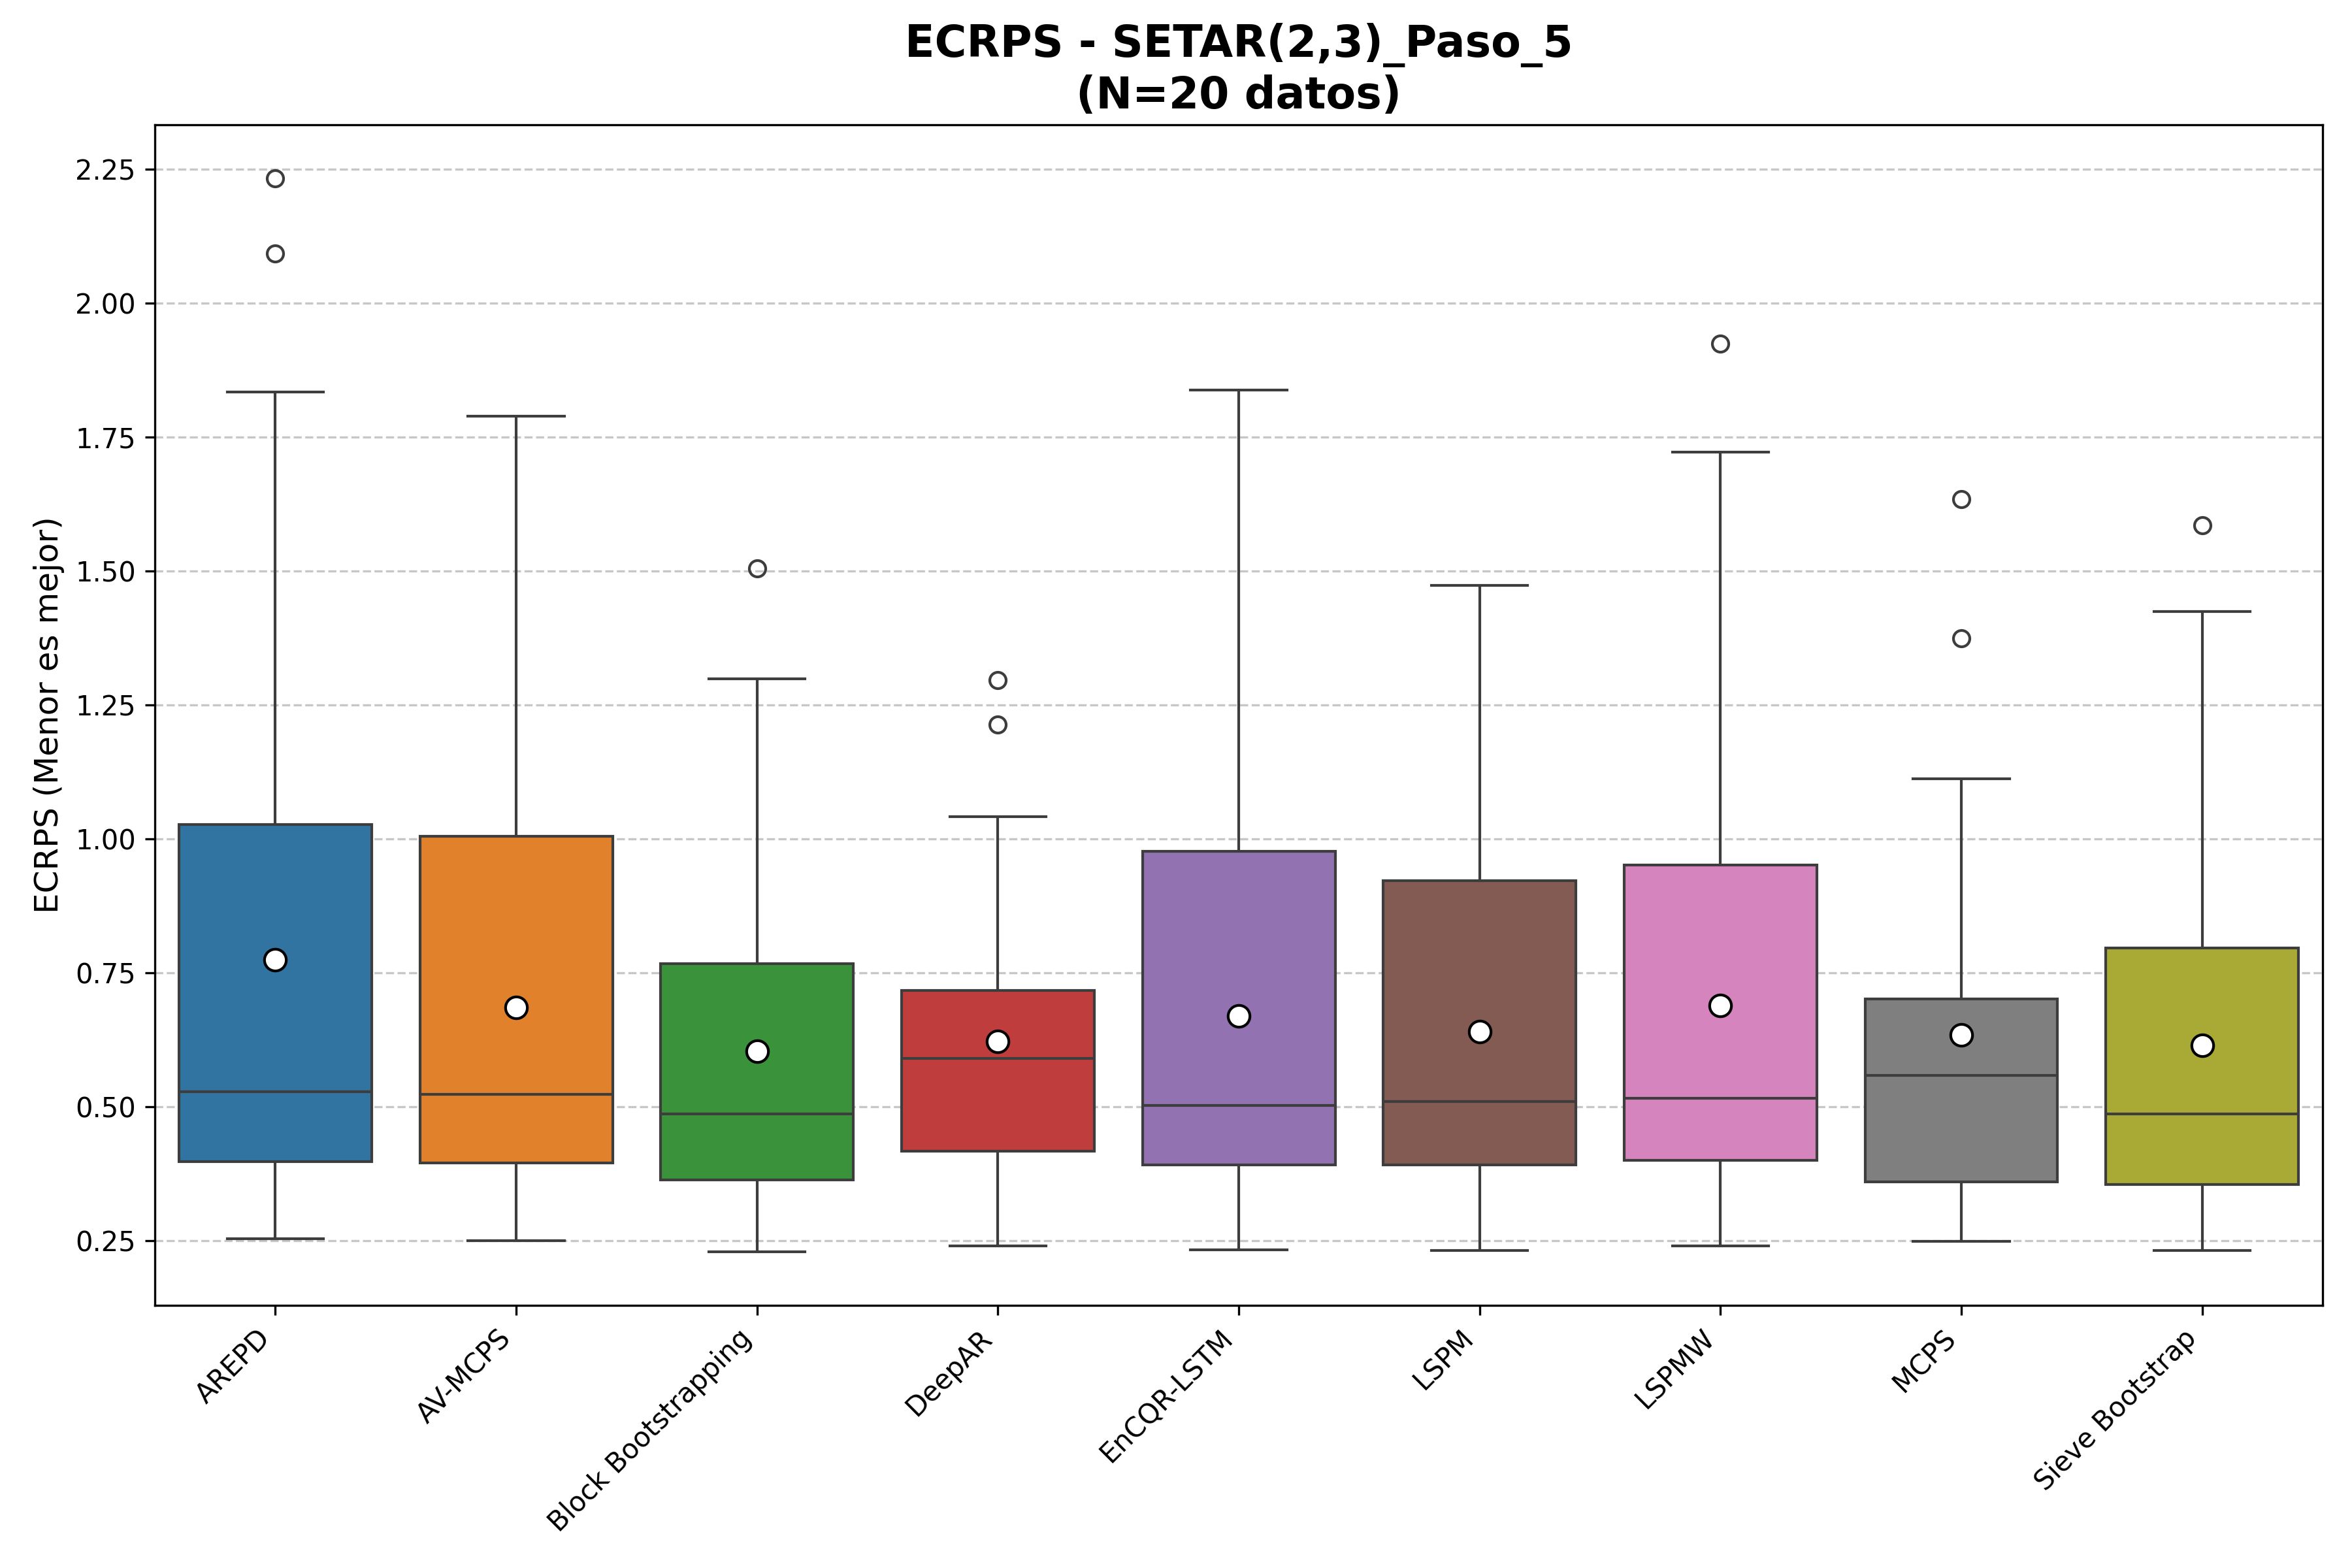 ECRPS - SETAR(2,3)_Paso_5
(N=20 datos)
ECRPS (Menor es mejor)
2.25
2.00
1.75
1.50
1.25
1.00
0.75
0.50
0.25
AREPD
AV-MCPS
Block Bootstrapping
DeepAR
EnCQR-LSTM
LSPM
LSPMW
MCPS
Sieve Bootstrap